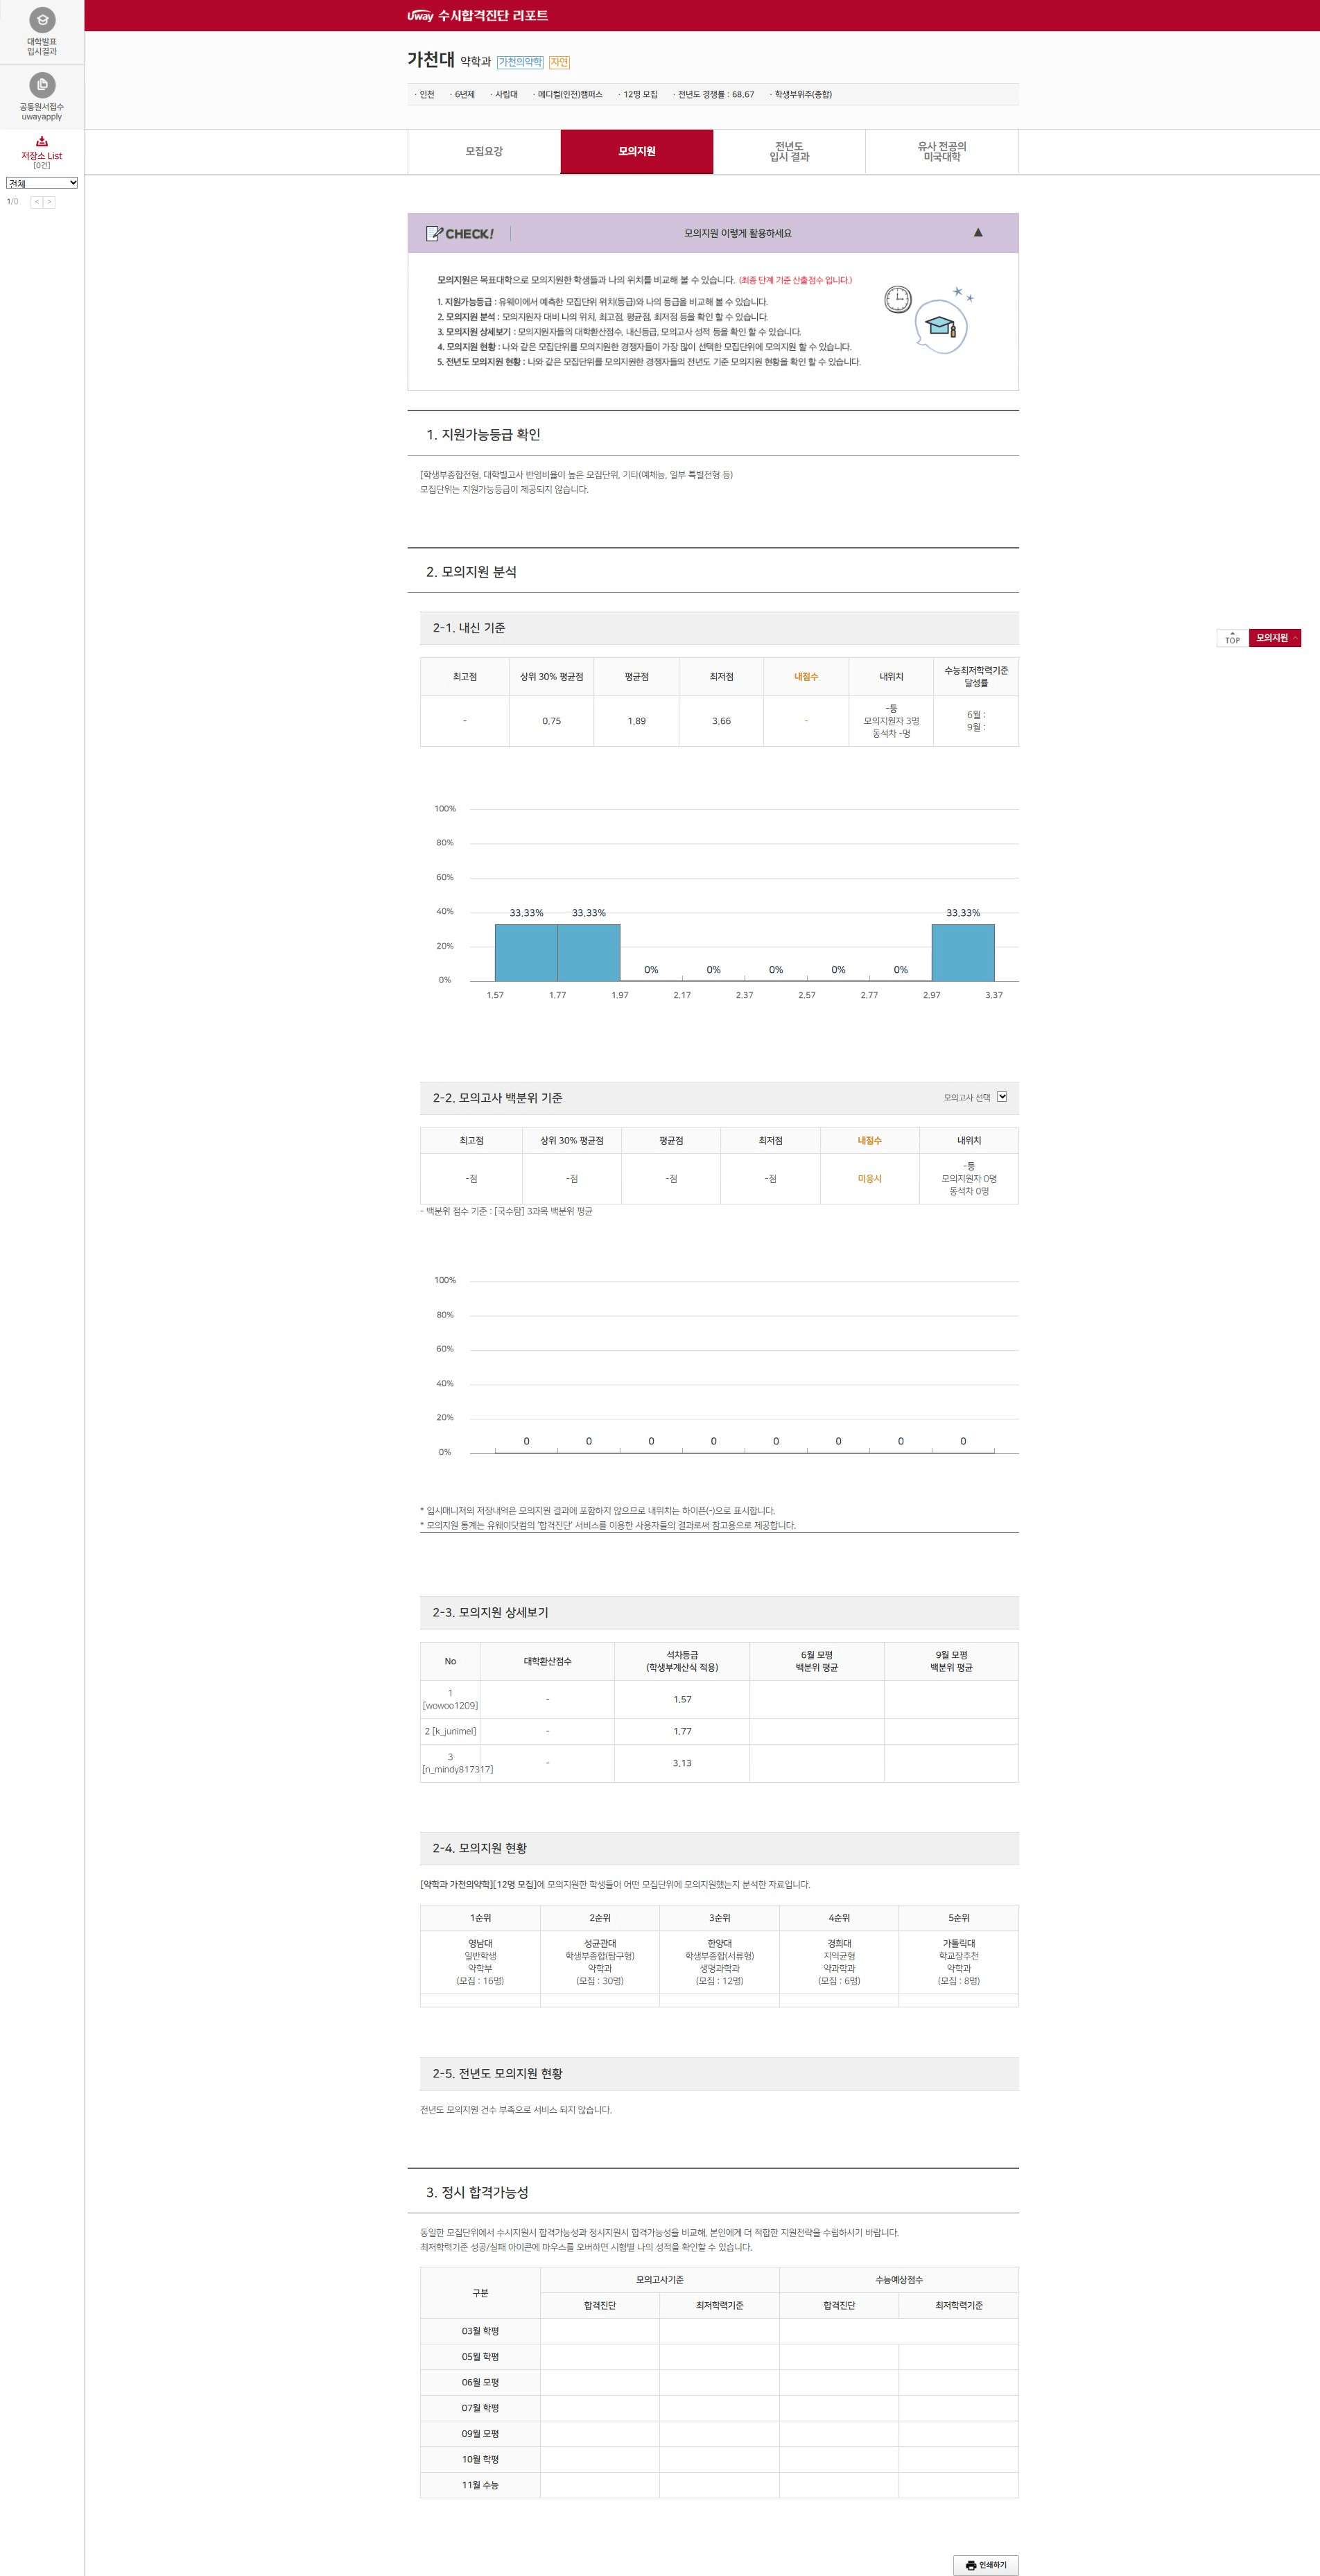 대학발표
입시결과
공통원서접수
uwayapply
저장소 List
[0건]
전체
1/0
<
>
Uway 수시합격진단 리포트
가천대 약학과 가천의약학 자연
· 인천 · 6년제 · 사립대 · 메디컬(인천)캠퍼스 · 12명 모집 · 전년도 경쟁률 : 68.67 · 학생부위주(종합)
모집요강
모의지원
전년도
입시 결과
유사 전공의
미국대학
CHECK!
모의지원 이렇게 활용하세요
▲
모의지원은 목표대학으로 모의지원한 학생들과 나의 위치를 비교해 볼 수 있습니다. (최종 단계 기준 산출점수 입니다.)
1. 지원가능등급 : 유웨이에서 예측한 모집단위 위치(등급)와 나의 등급을 비교해 볼 수 있습니다.
2. 모의지원 분석 : 모의지원자 대비 나의 위치, 최고점, 평균점, 최저점 등을 확인 할 수 있습니다.
3. 모의지원 상세보기 : 모의지원자들의 대학환산점수, 내신등급, 모의고사 성적 등을 확인 할 수 있습니다.
4. 모의지원 현황 : 나와 같은 모집단위를 모의지원한 경쟁자들이 가장 많이 선택한 모집단위에 모의지원 할 수 있습니다.
5. 전년도 모의지원 현황 : 나와 같은 모집단위를 모의지원한 경쟁자들의 전년도 기준 모의지원 현황을 확인 할 수 있습니다.
1. 지원가능등급 확인
[학생부종합전형, 대학별고사 반영비율이 높은 모집단위, 기타(예체능, 일부 특별전형 등)
모집단위는 지원가능등급이 제공되지 않습니다.
2. 모의지원 분석
TOP
모의지원
2-1. 내신 기준
최고점 상위 30% 평균점 평균점 최저점 내점수 내위치 수능최저학력기준
달성률
- 0.75 1.89 3.66 - -등
모의지원자 3명
동석차 -명
6월 :
9월 :
100%
80%
60%
40%
20%
0%
33.33% 33.33% 0% 0% 0% 0% 0% 33.33%
1.57 1.77 1.97 2.17 2.37 2.57 2.77 2.97 3.37
2-2. 모의고사 백분위 기준
모의고사 선택
최고점 상위 30% 평균점 평균점 최저점 내점수 내위치
-점 -점 -점 -점 미응시 -등
모의지원자 0명
동석차 0명
- 백분위 점수 기준 : [국수탐] 3과목 백분위 평균
100%
80%
60%
40%
20%
0%
0 0 0 0 0 0 0 0
* 입시매니저의 저장내역은 모의지원 결과에 포함하지 않으므로 내위치는 하이픈(-)으로 표시합니다.
* 모의지원 통계는 유웨이닷컴의 '합격진단' 서비스를 이용한 사용자들의 결과로써 참고용으로 제공합니다.
2-3. 모의지원 상세보기
No 대학환산점수 석차등급
(학생부계산식 적용)
6월 모평
백분위 평균
9월 모평
백분위 평균
1
[wowoo1209]
- 1.57
2 [k_junimel] - 1.77
3
[n_mindy817317]
- 3.13
2-4. 모의지원 현황
[약학과 가천의약학][12명 모집]에 모의지원한 학생들이 어떤 모집단위에 모의지원했는지 분석한 자료입니다.
1순위 2순위 3순위 4순위 5순위
영남대 성균관대 한양대 경희대 가톨릭대
일반학생 학생부종합(탐구형) 학생부종합(서류형) 지역균형 학교장추천
약학부 약학과 생명과학과 약과학과 약학과
(모집 : 16명) (모집 : 30명) (모집 : 12명) (모집 : 6명) (모집 : 8명)
2-5. 전년도 모의지원 현황
전년도 모의지원 건수 부족으로 서비스 되지 않습니다.
3. 정시 합격가능성
동일한 모집단위에서 수시지원시 합격가능성과 정시지원시 합격가능성을 비교해, 본인에게 더 적합한 지원전략을 수립하시기 바랍니다.
최저학력기준 성공/실패 아이콘에 마우스를 오버하면 시험별 나의 성적을 확인할 수 있습니다.
구분 모의고사기준 수능예상점수
합격진단 최저학력기준 합격진단 최저학력기준
03월 학평
05월 학평
06월 모평
07월 학평
09월 모평
10월 학평
11월 수능
인쇄하기